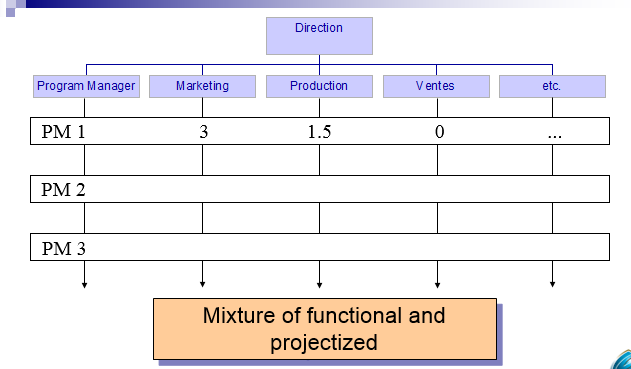 Direction
Program Manager Marketing Production Ventes etc.
PM 1 3 1.5 0 ...
PM 2
PM 3
Mixture of functional and
projectized